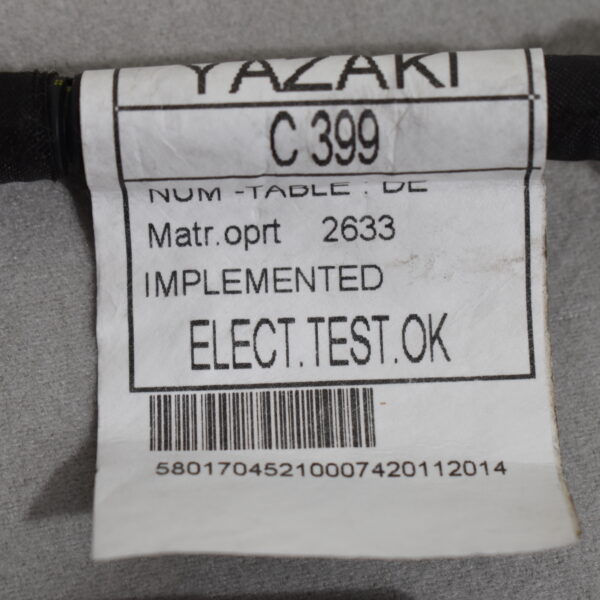 YAZAKI
C 399
NUM -TABLE : DE
Matr.oprt 2633
IMPLEMENTED
ELECT.TEST.OK
58017045210007420112014